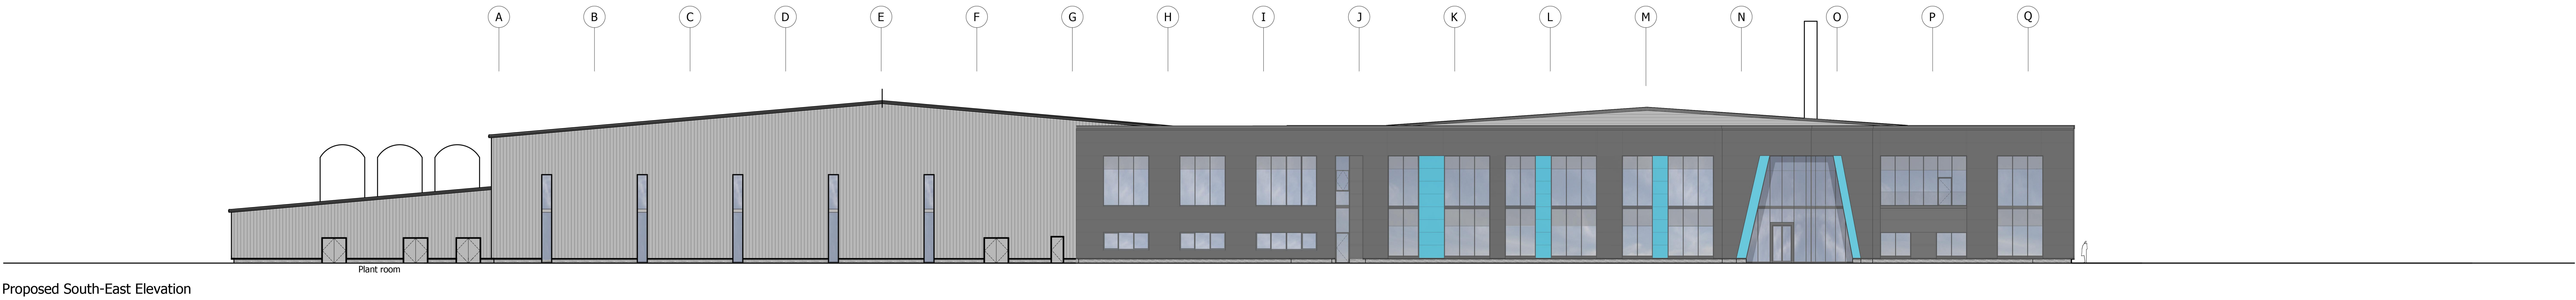 A B C D E F G H I J K L M N O P Q
Plant room
Proposed South-East Elevation